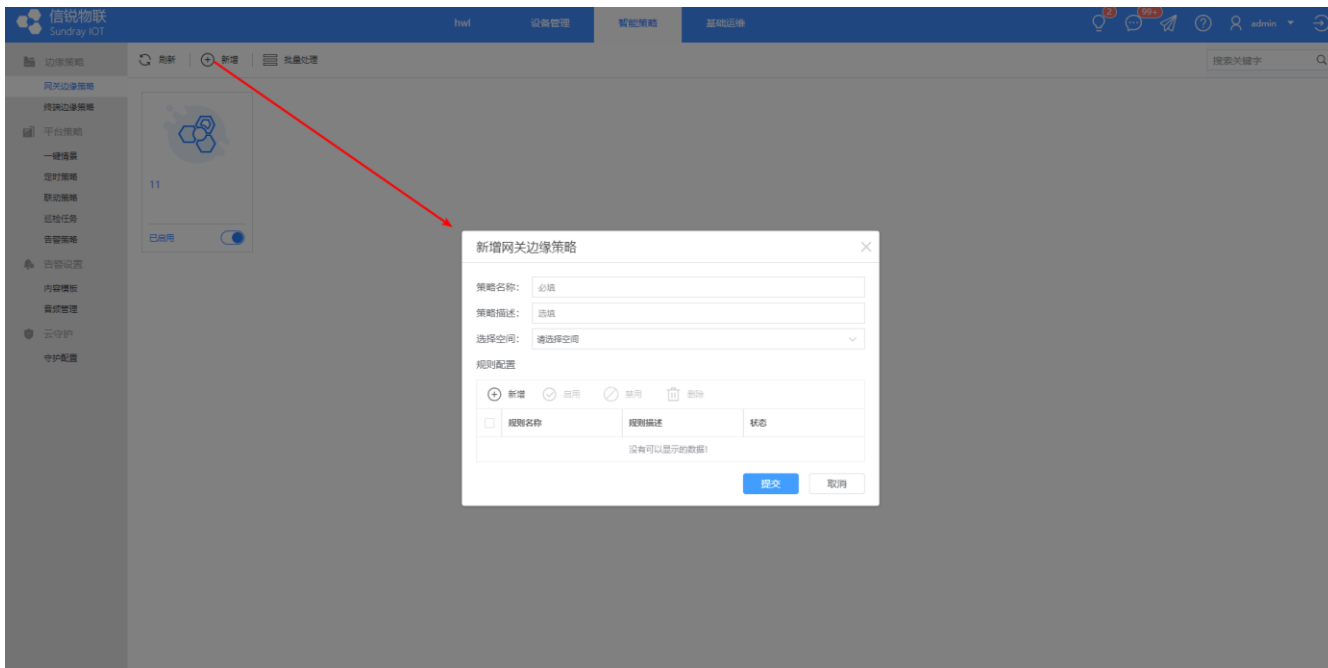 信锐物联
Sundray IOT
hwl
设备管理
智能策略
基础运维
2
99+
admin
边缘策略
网关边缘策略
终端边缘策略
平台策略
一键情景
定时策略
联动策略
巡检任务
告警策略
告警设置
内容模板
音频管理
云守护
守护配置
刷新
新增
批量处理
搜索关键字
11
已启用
新增网关边缘策略
策略名称: 必填
策略描述: 选填
选择空间: 请选择空间
规则配置
新增 启用 禁用 删除
规则名称 规则描述 状态
没有可以显示的数据!
提交 取消